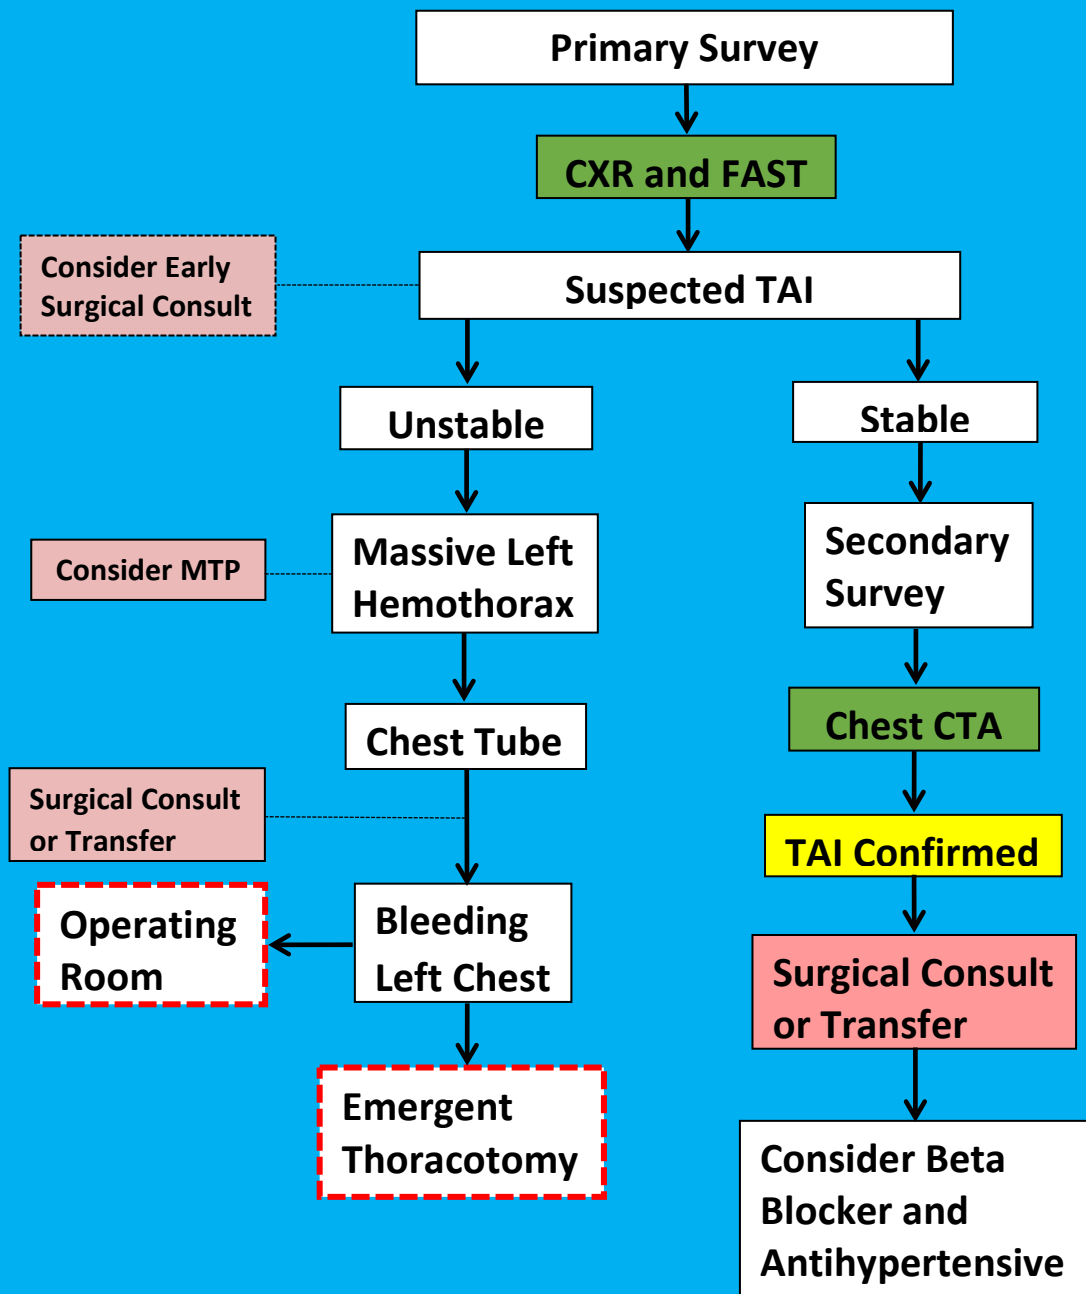 Primary Survey
CXR and FAST
Consider Early
Surgical Consult
Suspected TAI
Unstable
Stable
Massive Left
Hemothorax
Consider MTP
Secondary
Survey
Chest Tube
Chest CTA
Surgical Consult
or Transfer
TAI Confirmed
Operating
Room
Bleeding
Left Chest
Surgical Consult
or Transfer
Emergent
Thoracotomy
Consider Beta
Blocker and
Antihypertensive